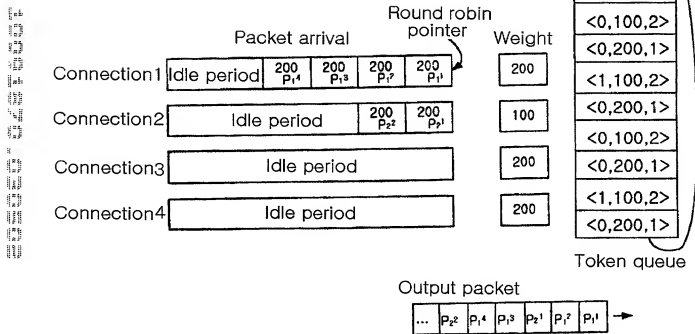 Round robin
pointer
Packet arrival
Weight
Connection1 Idle period 200 P₁⁴ 200 P₁³ 200 P₁² 200 P₁¹ 200
Connection2 Idle period 200 P₂² 200 P₂¹ 100
Connection3 Idle period 200
Connection4 Idle period 200
<0,100,2>
<0,200,1>
<1,100,2>
<0,200,1>
<0,100,2>
<0,200,1>
<1,100,2>
<0,200,1>
Token queue
Output packet
... P₂² P₁⁴ P₁³ P₂¹ P₁² P₁¹